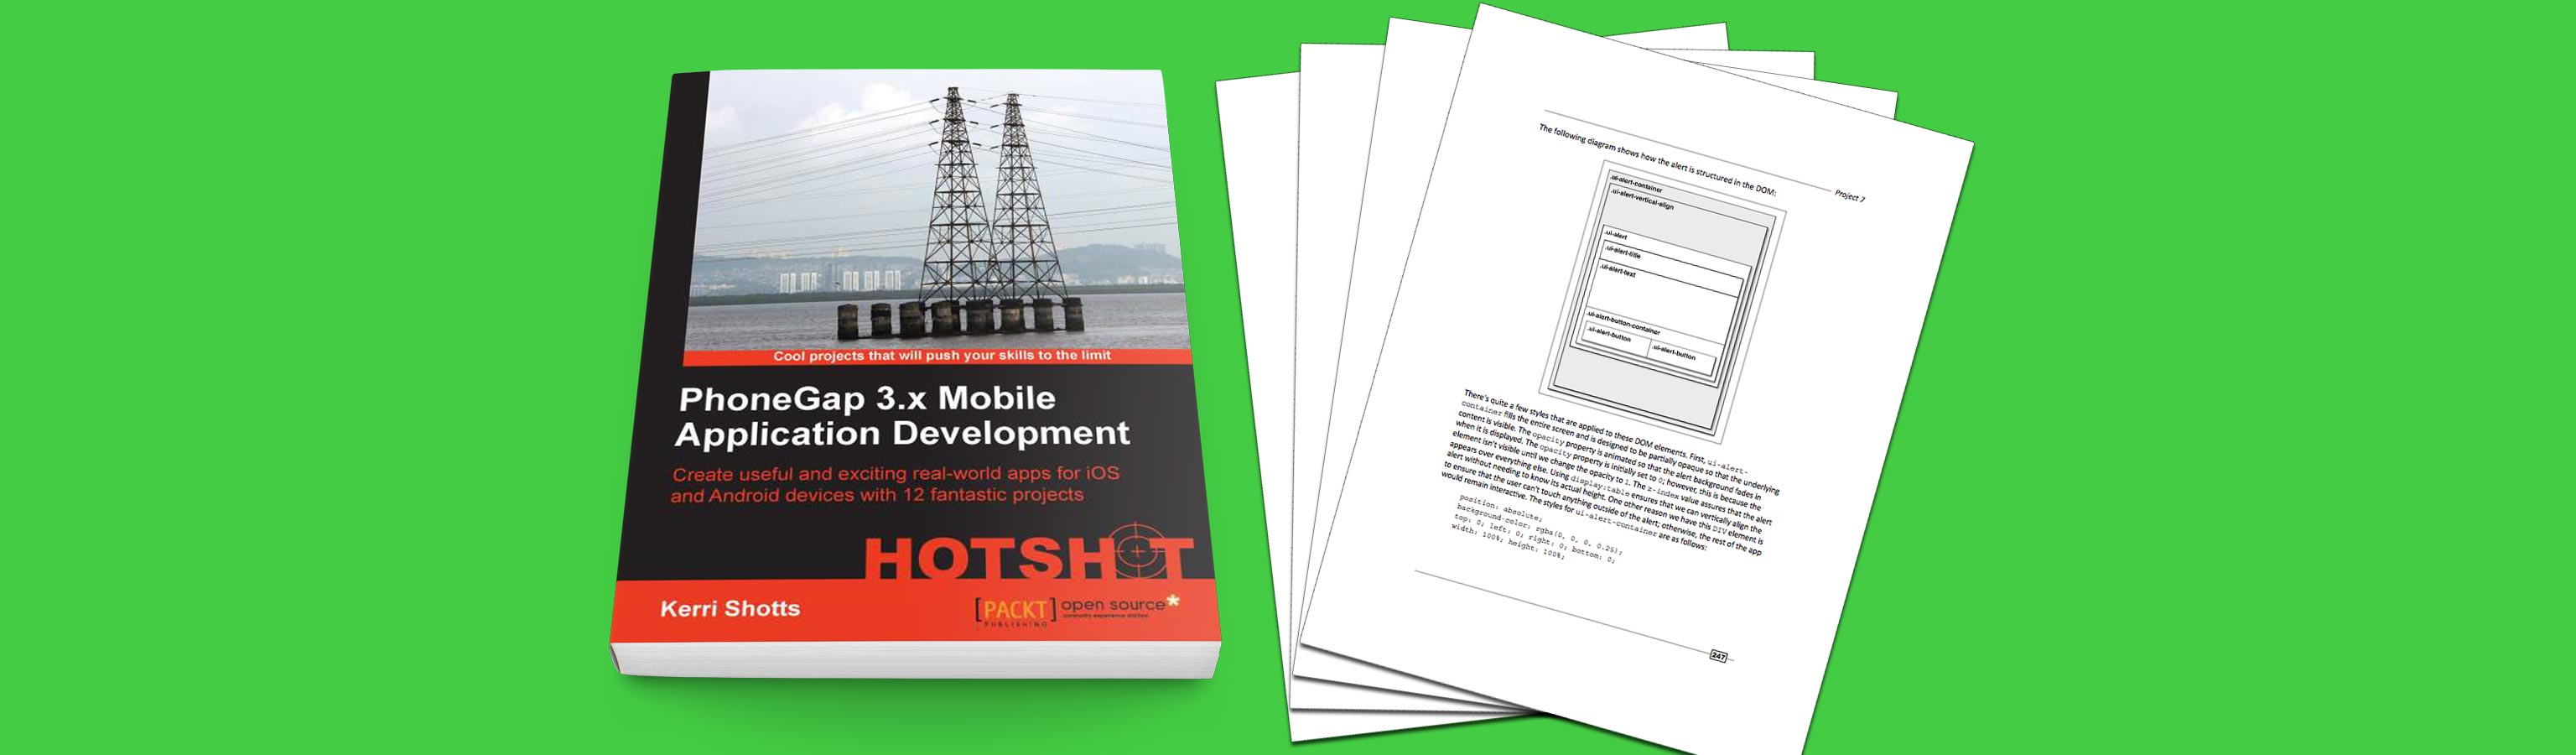 Cool projects that will push your skills to the limit
PhoneGap 3.x Mobile
Application Development
Create useful and exciting real-world apps for iOS
and Android devices with 12 fantastic projects
HOTSHOT
Kerri Shotts
[PACKT]
PUBLISHING
open source*
community experience distilled
Project 7
The following diagram shows how the alert is structured in the DOM:
.ui-alert-container
.ui-alert-vertical-align
.ui-alert
.ui-alert-title
.ui-alert-text
.ui-alert-button-container
.ui-alert-button
.ui-alert-button
There's quite a few styles that are applied to these DOM elements. First, ui-alert-
container fills the entire screen and is designed to be partially opaque so that the underlying
content is visible. The opacity property is animated so that the alert background fades in
when it is displayed. The opacity property is initially set to 0; however, this is because the
element isn't visible until we change the opacity to 1. The z-index value assures that the alert
appears over everything else. Using display:table ensures that we can vertically align the
alert without needing to know its actual height. One other reason we have this DIV element is
to ensure that the user can't touch anything outside of the alert; otherwise, the rest of the app
would remain interactive. The styles for ui-alert-container are as follows:
position: absolute;
background-color: rgba(0, 0, 0, 0.25);
top: 0; left: 0; right: 0; bottom: 0;
width: 100%; height: 100%;
247